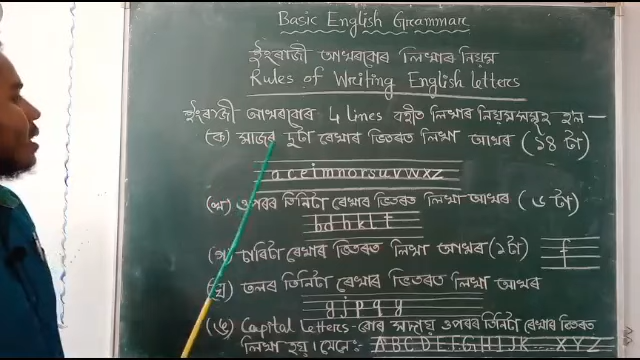 Basic English Grammar
ইংৰাজী আখৰবোৰ লিখাৰ নিয়ম
Rules of Writing English letters
ইংৰাজী আখৰবোৰ 4 Lines বহীত লিখাৰ নিয়মসমূহ হ'ল —
(ক) মাজৰ দুটা ৰেখাৰ ভিতৰত লিখা আখৰ (১৪ টা)
a c e i m n o r s u v w x z
(খ) ওপৰৰ তিনিটা ৰেখাৰ ভিতৰত লিখা আখৰ (৬ টা)
b d h k l t
(গ) চাৰিটা ৰেখাৰ ভিতৰত লিখা আখৰ (১টা) f
(ঘ) তলৰ তিনিটা ৰেখাৰ ভিতৰত লিখা আখৰ
g j p q y
(ঙ) Capital Letters - বোৰ সদায় ওপৰৰ তিনিটা ৰেখাৰ ভিতৰত
লিখা হয়। যেনে:- A B C D E F G H I J K ... X Y Z